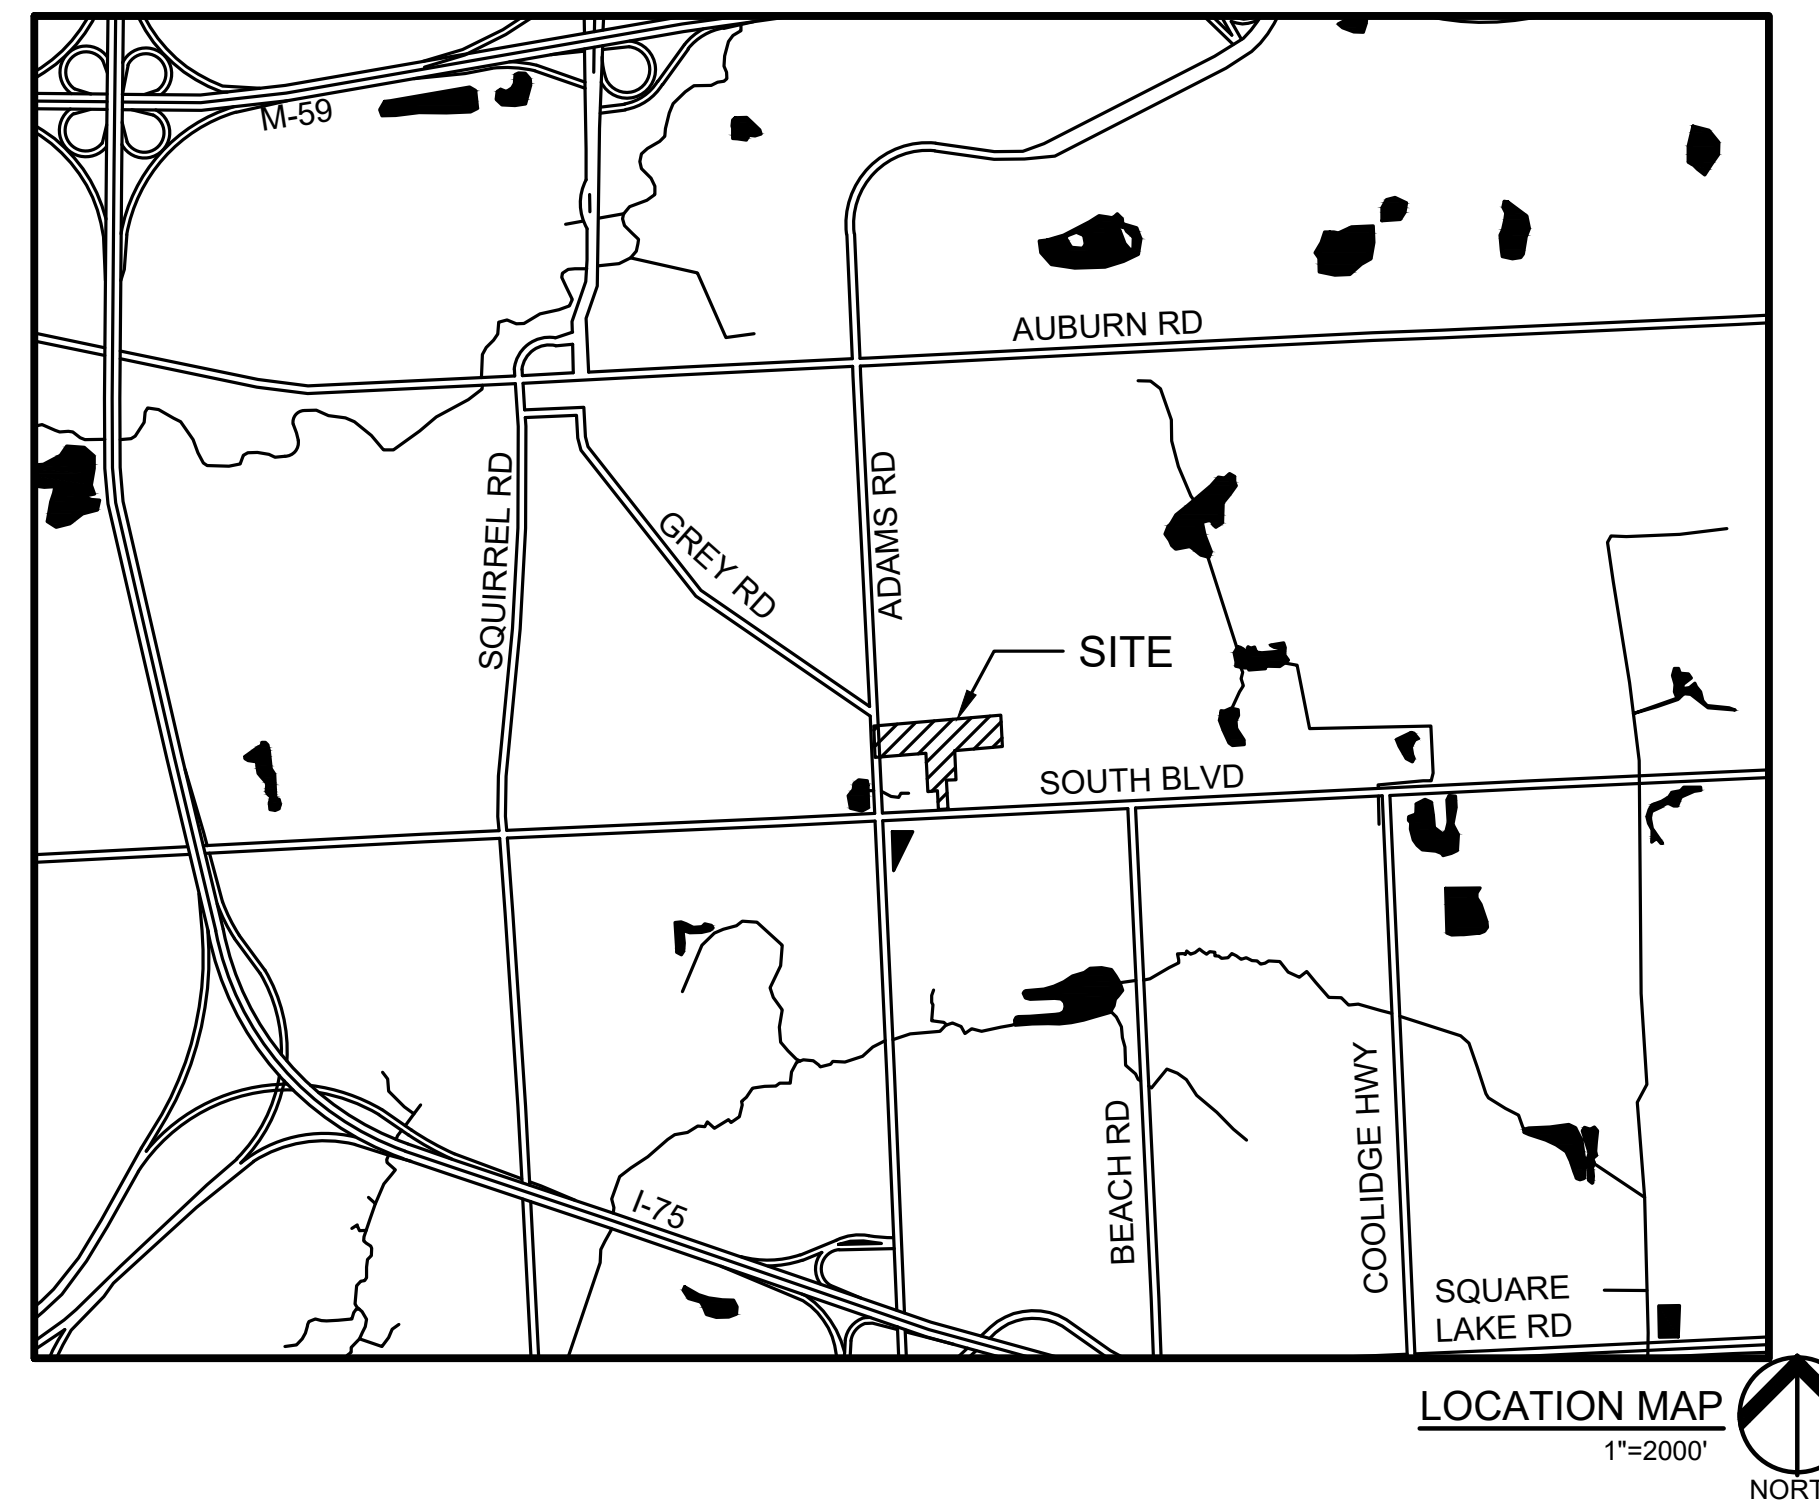 M-59
AUBURN RD
SQUIRREL RD
GREY RD
ADAMS RD
SITE
SOUTH BLVD
I-75
BEACH RD
COOLIDGE HWY
SQUARE
LAKE RD
LOCATION MAP
1"=2000'
NORT